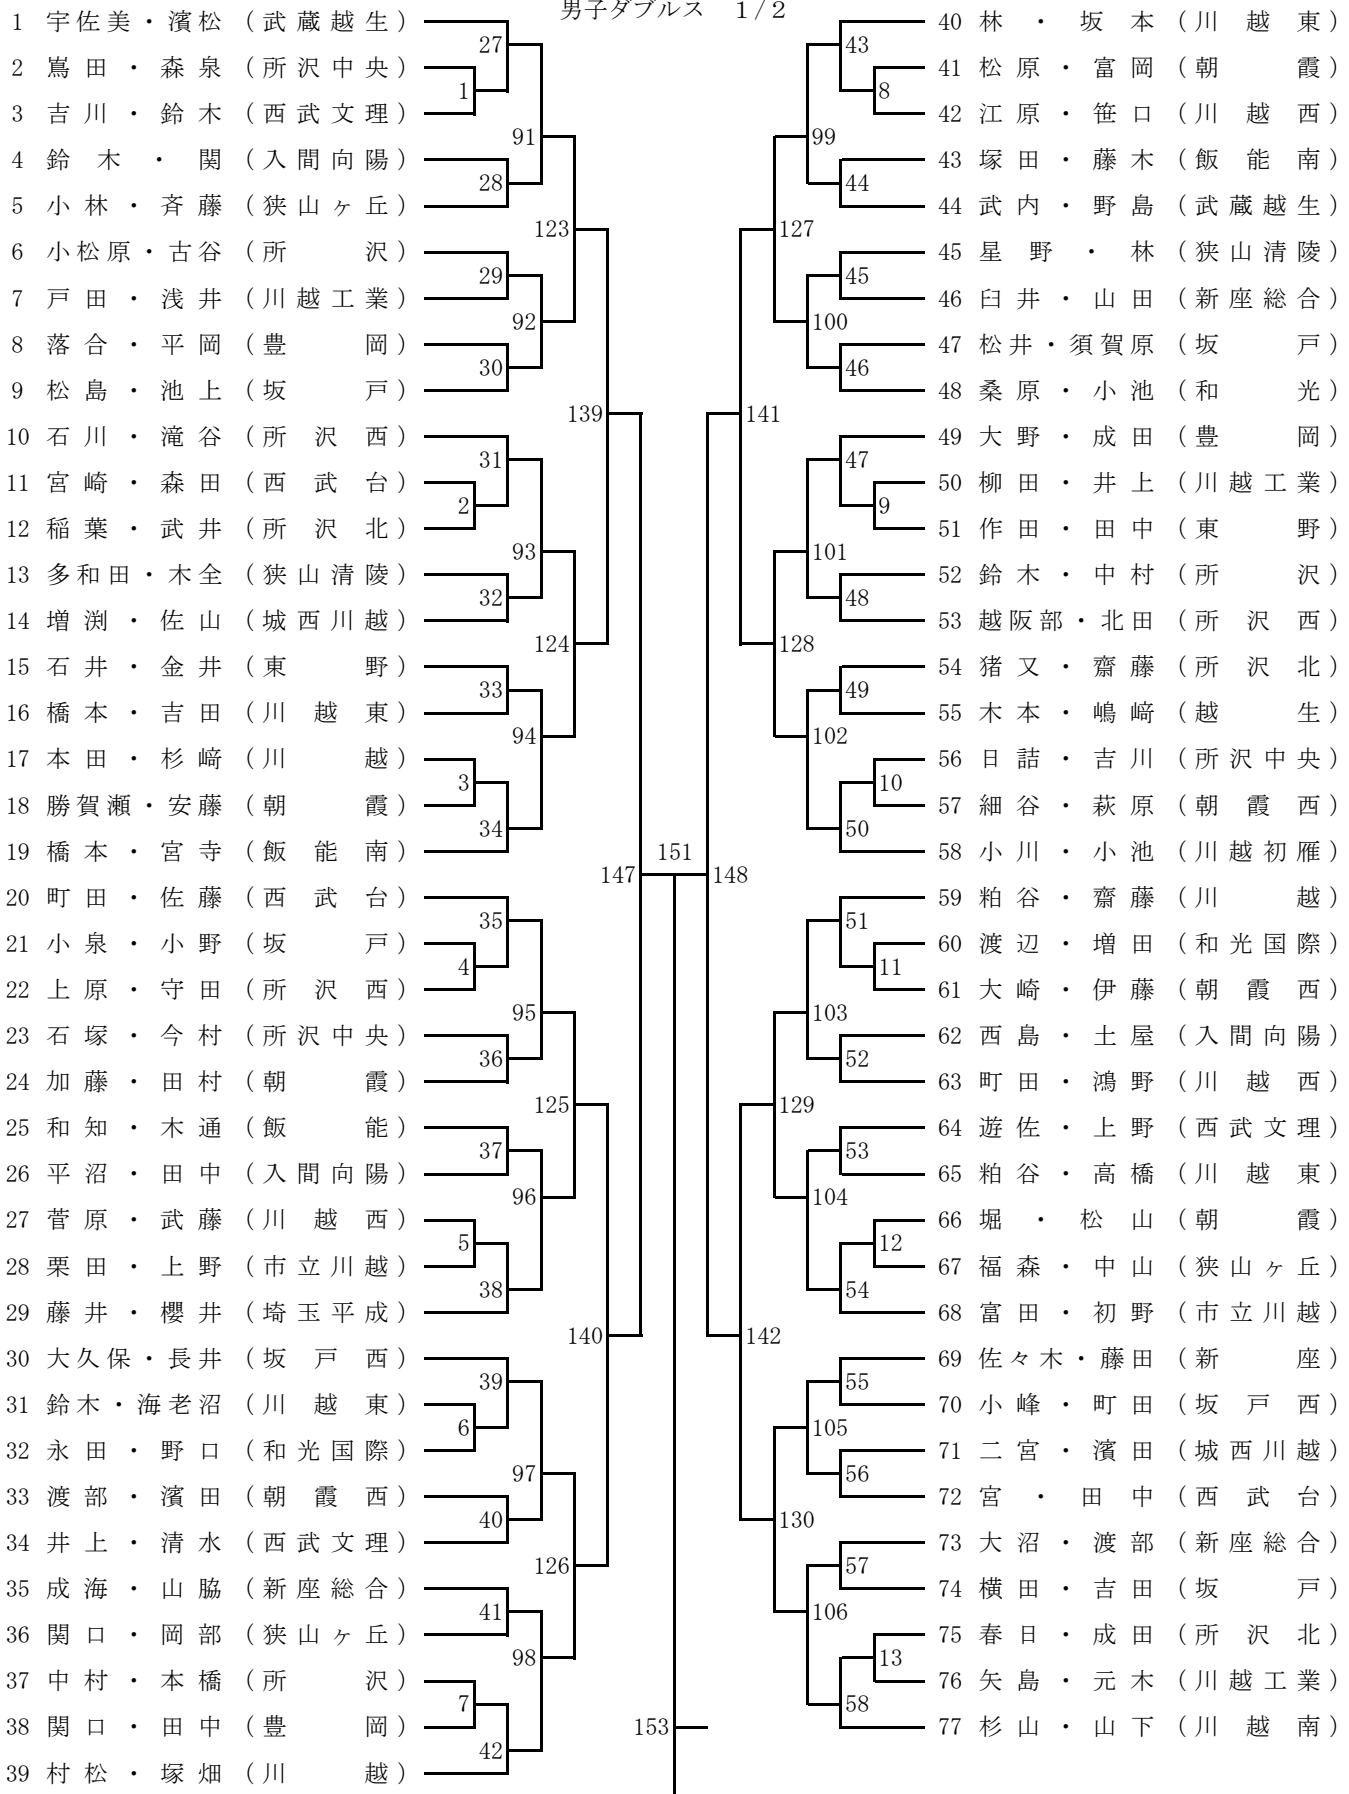 男子ダブルス 1/2
1 宇佐美・濱松 (武蔵越生)
2 嶌田・森泉 (所沢中央)
3 吉川・鈴木 (西武文理)
4 鈴木・関 (入間向陽)
5 小林・斉藤 (狭山ヶ丘)
6 小松原・古谷 (所沢)
7 戸田・浅井 (川越工業)
8 落合・平岡 (豊岡)
9 松島・池上 (坂戸)
10 石川・滝谷 (所沢西)
11 宮崎・森田 (西武台)
12 稲葉・武井 (所沢北)
13 多和田・木全 (狭山清陵)
14 増渕・佐山 (城西川越)
15 石井・金井 (東野)
16 橋本・吉田 (川越東)
17 本田・杉﨑 (川越)
18 勝賀瀬・安藤 (朝霞)
19 橋本・宮寺 (飯能南)
20 町田・佐藤 (西武台)
21 小泉・小野 (坂戸)
22 上原・守田 (所沢西)
23 石塚・今村 (所沢中央)
24 加藤・田村 (朝霞)
25 和知・木通 (飯能)
26 平沼・田中 (入間向陽)
27 菅原・武藤 (川越西)
28 栗田・上野 (市立川越)
29 藤井・櫻井 (埼玉平成)
30 大久保・長井 (坂戸西)
31 鈴木・海老沼 (川越東)
32 永田・野口 (和光国際)
33 渡部・濱田 (朝霞西)
34 井上・清水 (西武文理)
35 成海・山脇 (新座総合)
36 関口・岡部 (狭山ヶ丘)
37 中村・本橋 (所沢)
38 関口・田中 (豊岡)
39 村松・塚畑 (川越)
27
1
91
28
123
29
92
30
139
31
2
93
32
124
33
94
3
34
147
35
4
95
36
125
37
96
5
38
140
39
6
97
40
126
41
98
7
42
151
153
40 林・坂本 (川越東)
41 松原・富岡 (朝霞)
42 江原・笹口 (川越西)
43 塚田・藤木 (飯能南)
44 武内・野島 (武蔵越生)
45 星野・林 (狭山清陵)
46 臼井・山田 (新座総合)
47 松井・須賀原 (坂戸)
48 桑原・小池 (和光)
49 大野・成田 (豊岡)
50 柳田・井上 (川越工業)
51 作田・田中 (東野)
52 鈴木・中村 (所沢)
53 越阪部・北田 (所沢西)
54 猪又・齋藤 (所沢北)
55 木本・嶋﨑 (越生)
56 日詰・吉川 (所沢中央)
57 細谷・萩原 (朝霞西)
58 小川・小池 (川越初雁)
59 粕谷・齋藤 (川越)
60 渡辺・増田 (和光国際)
61 大崎・伊藤 (朝霞西)
62 西島・土屋 (入間向陽)
63 町田・鴻野 (川越西)
64 遊佐・上野 (西武文理)
65 粕谷・高橋 (川越東)
66 堀・松山 (朝霞)
67 福森・中山 (狭山ヶ丘)
68 富田・初野 (市立川越)
69 佐々木・藤田 (新座)
70 小峰・町田 (坂戸西)
71 二宮・濱田 (城西川越)
72 宮・田中 (西武台)
73 大沼・渡部 (新座総合)
74 横田・吉田 (坂戸)
75 春日・成田 (所沢北)
76 矢島・元木 (川越工業)
77 杉山・山下 (川越南)
43
8
99
44
127
45
100
46
141
47
9
101
48
128
49
102
10
50
148
51
11
103
52
129
53
104
12
54
142
55
105
56
130
57
106
13
58